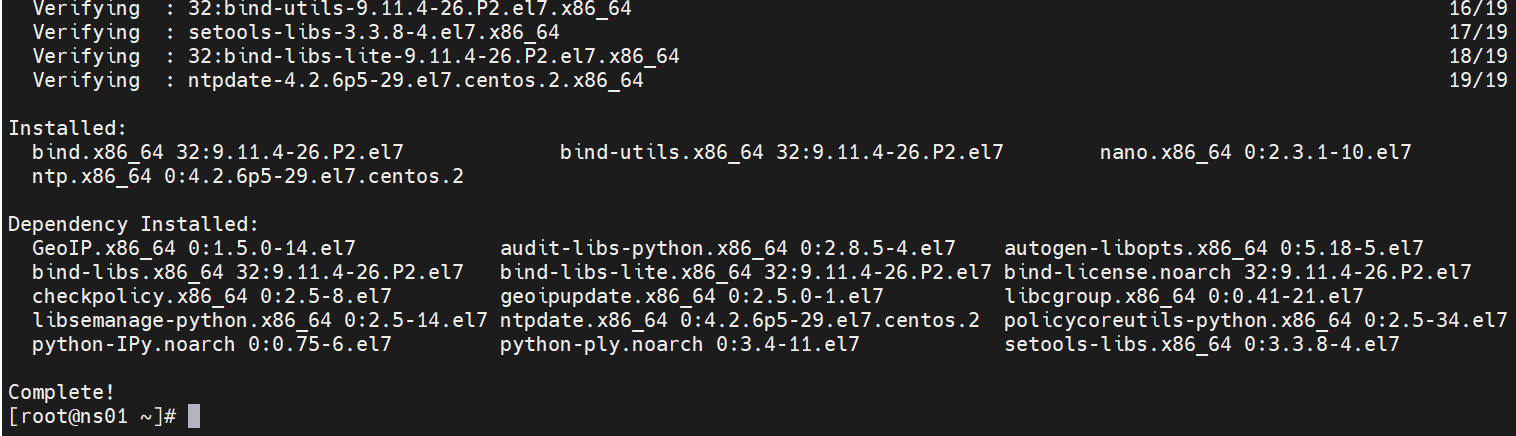 Verifying  : 32:bind-utils-9.11.4-26.P2.el7.x86_64 16/19
Verifying  : setools-libs-3.3.8-4.el7.x86_64 17/19
Verifying  : 32:bind-libs-lite-9.11.4-26.P2.el7.x86_64 18/19
Verifying  : ntpdate-4.2.6p5-29.el7.centos.2.x86_64 19/19
Installed:
bind.x86_64 32:9.11.4-26.P2.el7 bind-utils.x86_64 32:9.11.4-26.P2.el7 nano.x86_64 0:2.3.1-10.el7
ntp.x86_64 0:4.2.6p5-29.el7.centos.2
Dependency Installed:
GeoIP.x86_64 0:1.5.0-14.el7 audit-libs-python.x86_64 0:2.8.5-4.el7 autogen-libopts.x86_64 0:5.18-5.el7
bind-libs.x86_64 32:9.11.4-26.P2.el7 bind-libs-lite.x86_64 32:9.11.4-26.P2.el7 bind-license.noarch 32:9.11.4-26.P2.el7
checkpolicy.x86_64 0:2.5-8.el7 geoipupdate.x86_64 0:2.5.0-1.el7 libcgroup.x86_64 0:0.41-21.el7
libsemanage-python.x86_64 0:2.5-14.el7 ntpdate.x86_64 0:4.2.6p5-29.el7.centos.2 policycoreutils-python.x86_64 0:2.5-34.el7
python-IPy.noarch 0:0.75-6.el7 python-ply.noarch 0:3.4-11.el7 setools-libs.x86_64 0:3.3.8-4.el7
Complete!
[root@ns01 ~]#